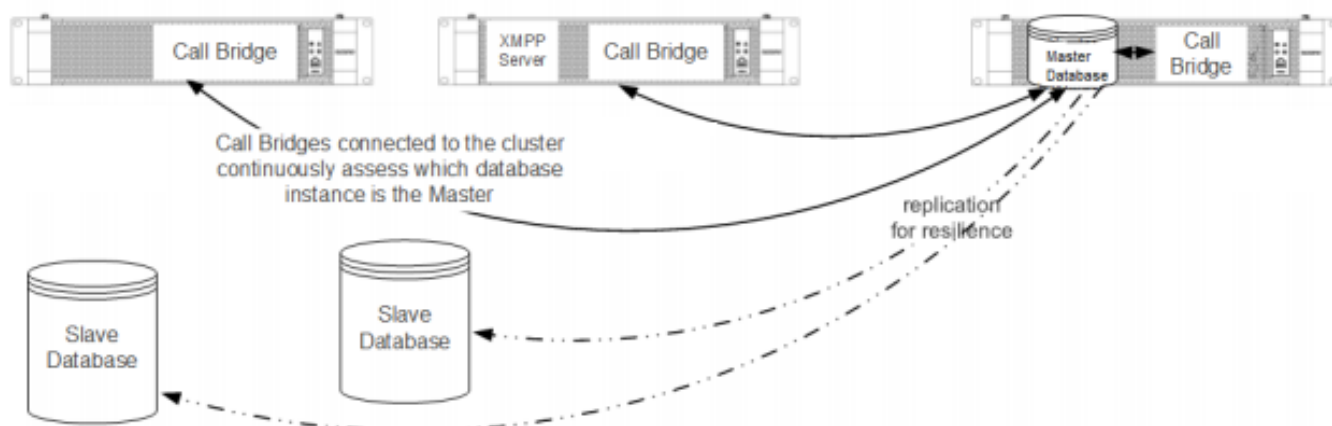 Call Bridge
XMPP
Server
Call Bridge
Master
Database
Call
Bridge
Call Bridges connected to the cluster
continuously assess which database
instance is the Master
replication
for resilience
Slave
Database
Slave
Database